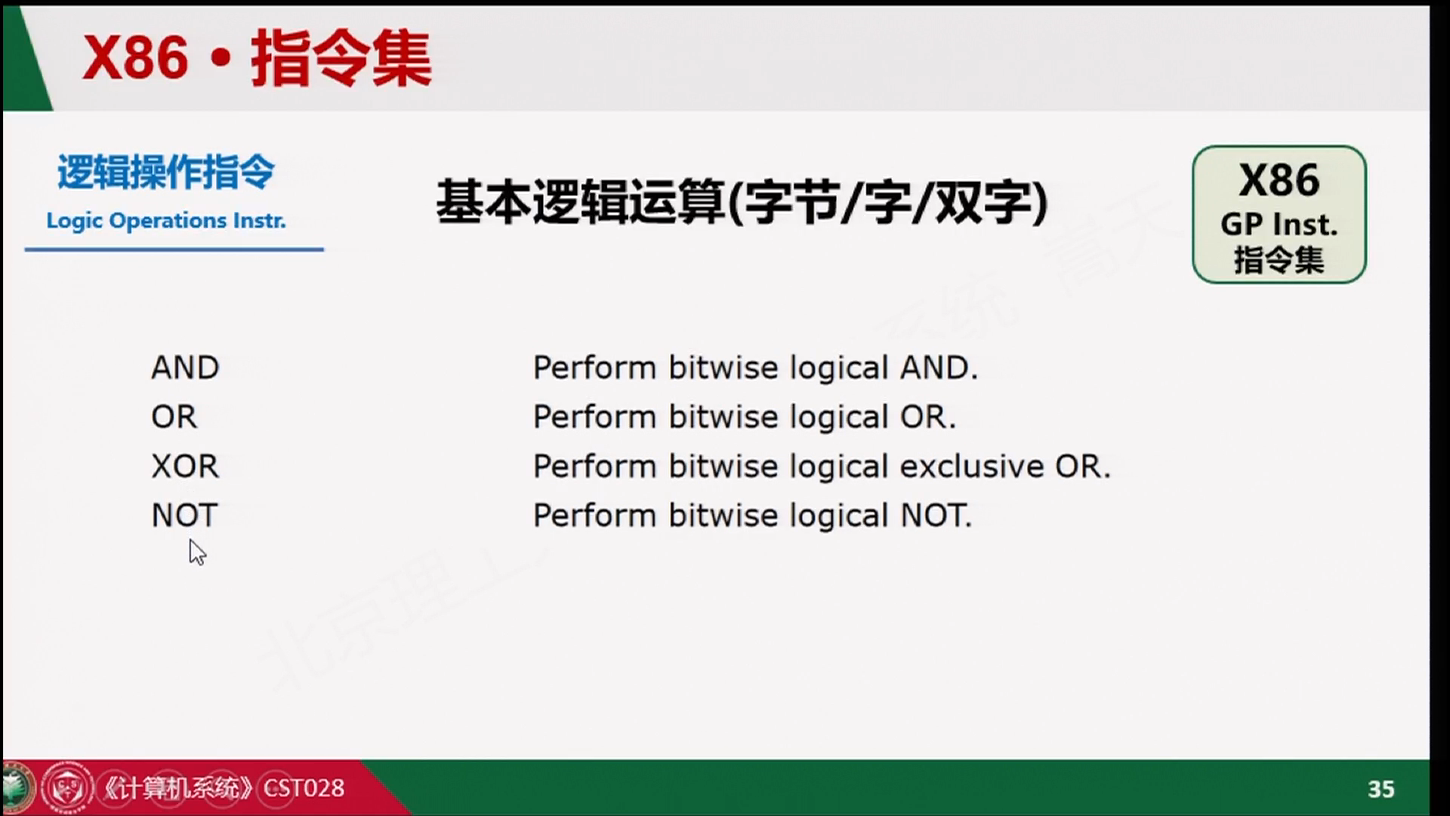 X86 • 指令集
逻辑操作指令
Logic Operations Instr.
基本逻辑运算(字节/字/双字)
X86
GP Inst.
指令集
AND Perform bitwise logical AND.
OR Perform bitwise logical OR.
XOR Perform bitwise logical exclusive OR.
NOT Perform bitwise logical NOT.
北京理工
系统 嵩天
《计算机系统》CST028
35